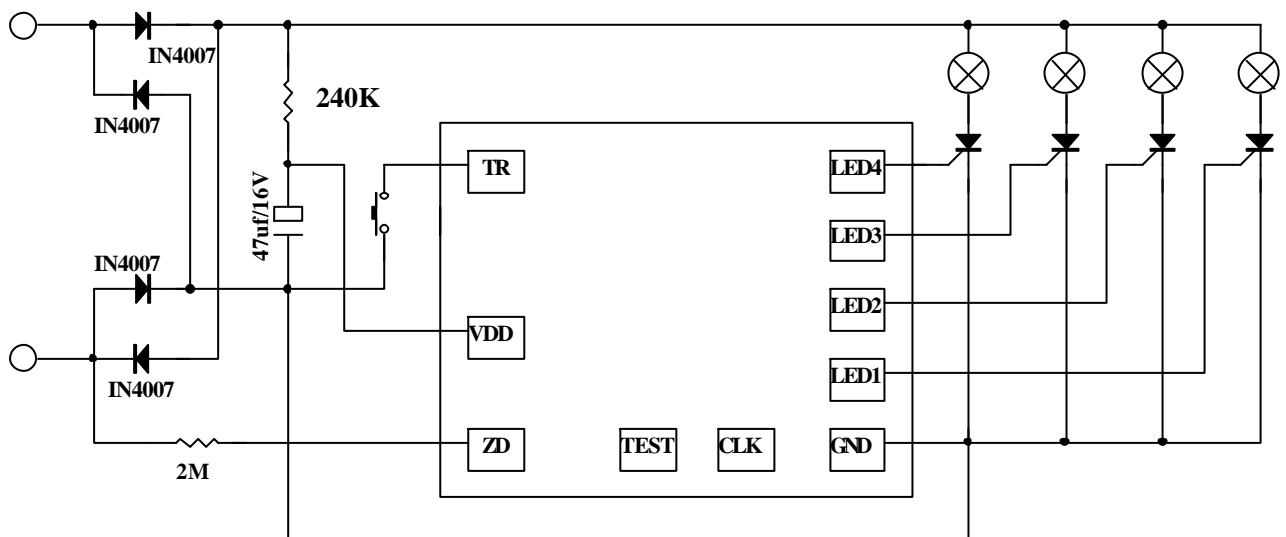 IN4007
240K
IN4007
TR
LED4
47uf/16V
LED3
IN4007
LED2
VDD
LED1
IN4007
ZD
TEST
CLK
GND
2M